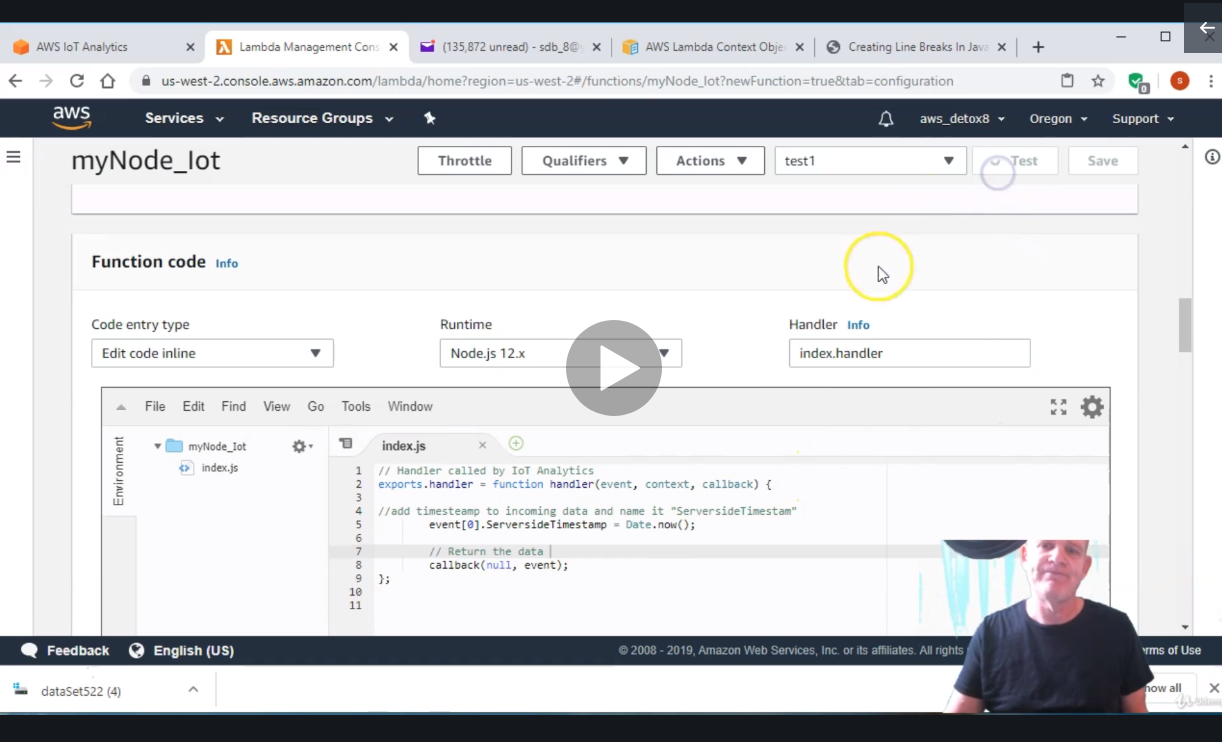 AWS IoT Analytics
Lambda Management Cons
(135,872 unread) - sdb_8@
AWS Lambda Context Obje
Creating Line Breaks In Java
us-west-2.console.aws.amazon.com/lambda/home?region=us-west-2#/functions/myNode_Iot?newFunction=true&tab=configuration
0
S
aws
Services
Resource Groups
aws_detox8
Oregon
Support
myNode_Iot
Throttle
Qualifiers
Actions
test1
Test
Save
Function code Info
Code entry type
Runtime
Handler Info
Edit code inline
Node.js 12.x
index.handler
File Edit Find View Go Tools Window
Environment
myNode_Iot
index.js
index.js
1 // Handler called by IoT Analytics
2 exports.handler = function handler(event, context, callback) {
3
4 //add timesteamp to incoming data and name it "ServersideTimestam"
5 event[0].ServersideTimestamp = Date.now();
6
7 // Return the data
8 callback(null, event);
9 };
10
11
Feedback
English (US)
© 2008 - 2019, Amazon Web Services, Inc. or its affiliates. All rights
rms of Use
dataSet522 (4)
how all